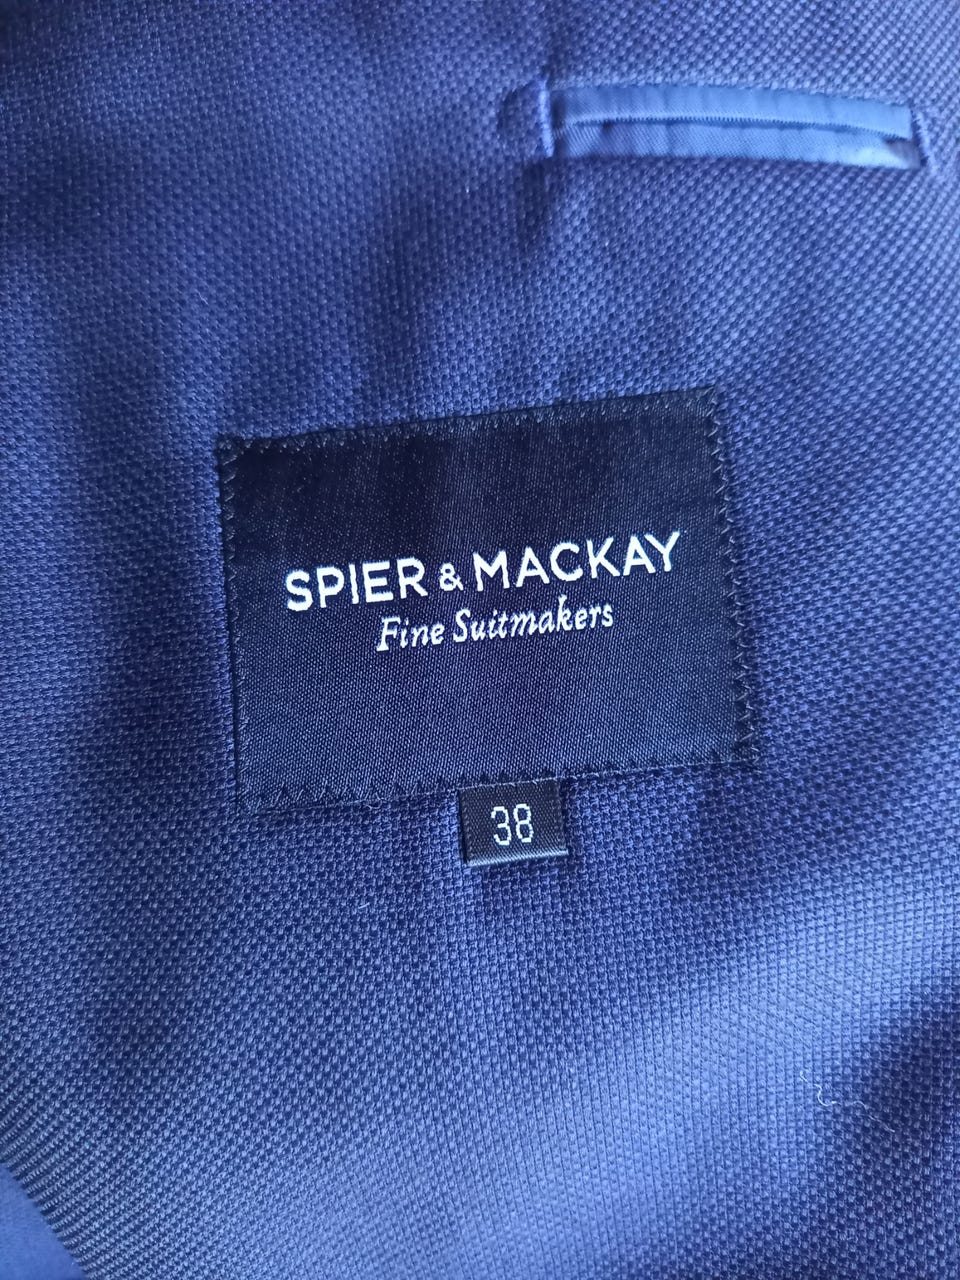 SPIER & MACKAY
Fine Suitmakers
38